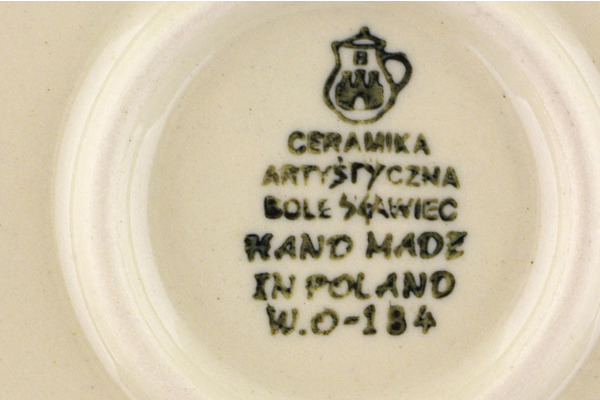 CERAMIKA
ARTYSTYCZNA
BOLESŁAWIEC
HAND MADE
IN POLAND
W.O-184